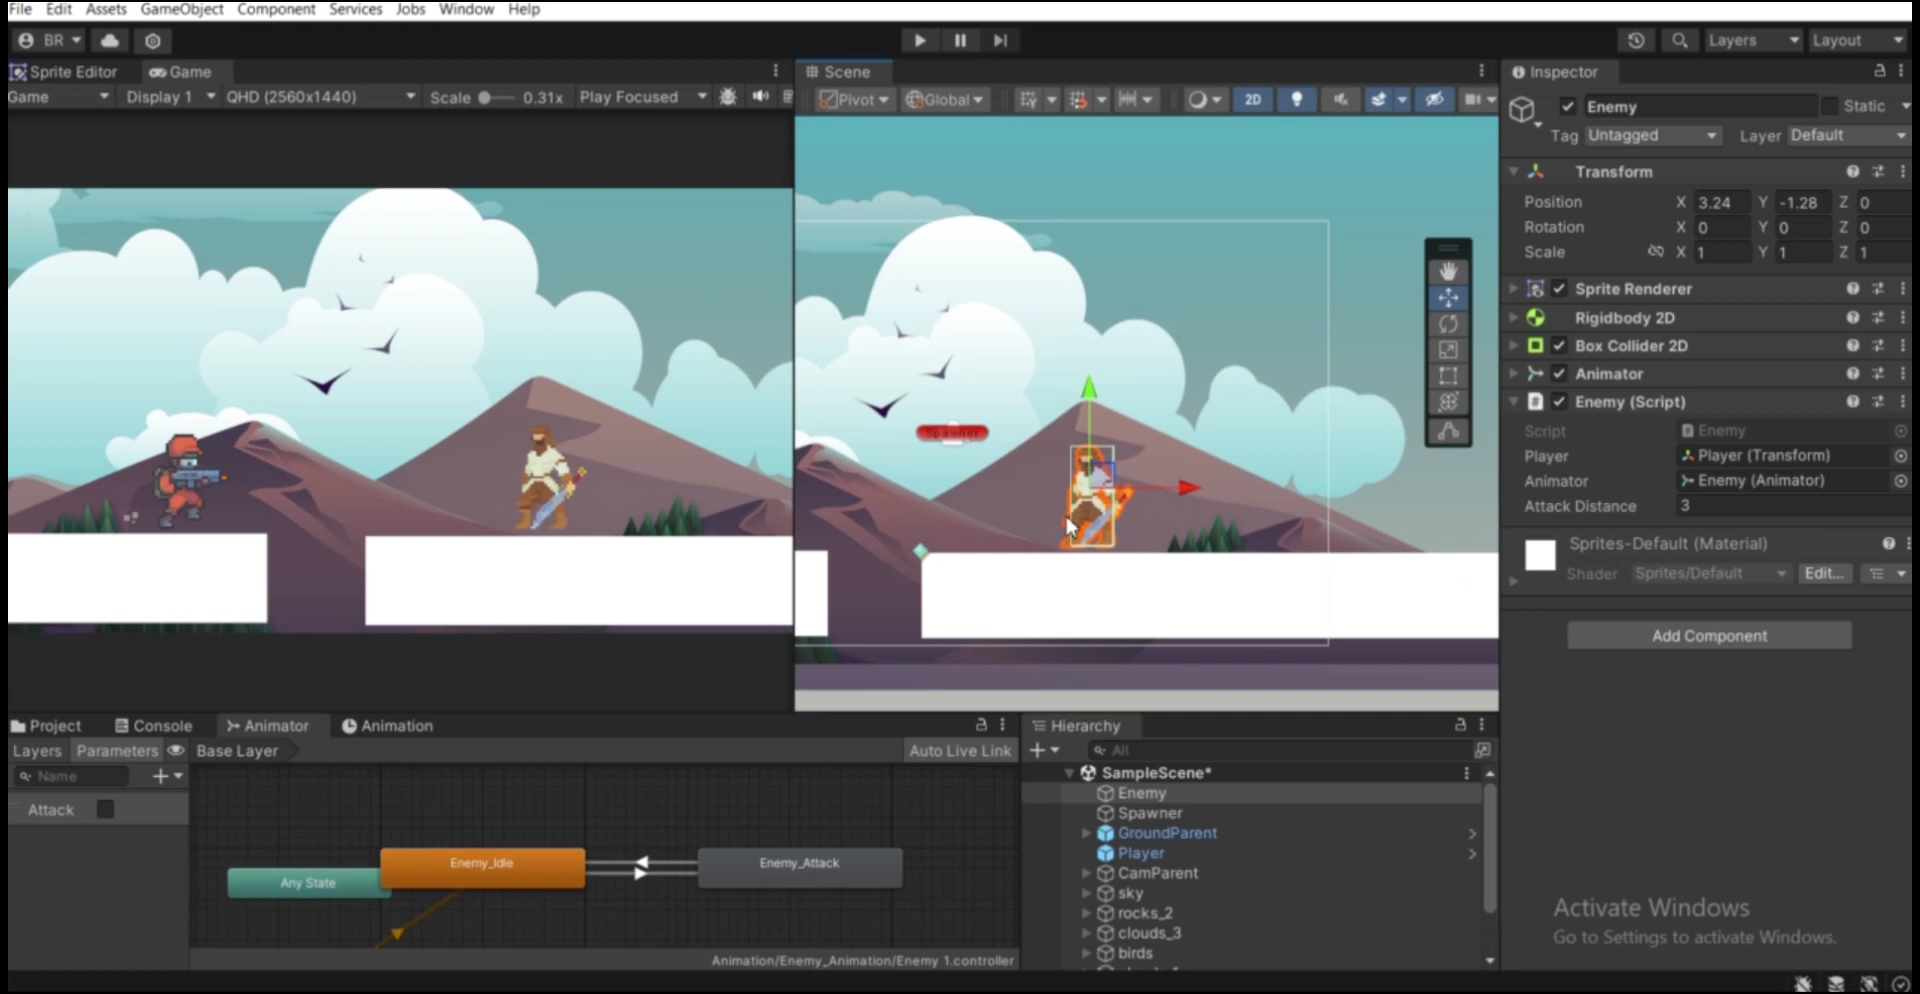 File Edit Assets GameObject Component Services Jobs Window Help
BR Layers Layout
Sprite Editor Game
Game Display 1 QHD (2560x1440) Scale 0.31x Play Focused
Scene
Pivot Global 2D
Spawner
Inspector
Enemy Static
Tag Untagged Layer Default
Transform
Position X 3.24 Y -1.28 Z 0
Rotation X 0 Y 0 Z 0
Scale X 1 Y 1 Z 1
Sprite Renderer
Rigidbody 2D
Box Collider 2D
Animator
Enemy (Script)
Script Enemy
Player Player (Transform)
Animator Enemy (Animator)
Attack Distance 3
Sprites-Default (Material)
Shader Sprites/Default Edit...
Add Component
Project Console Animator Animation
Layers Parameters Base Layer Auto Live Link
Name
Attack
Any State
Enemy_Idle
Enemy_Attack
Animation/Enemy_Animation/Enemy 1.controller
Hierarchy
All
SampleScene*
Enemy
Spawner
GroundParent
Player
CamParent
sky
rocks_2
clouds_3
birds
Activate Windows
Go to Settings to activate Windows.